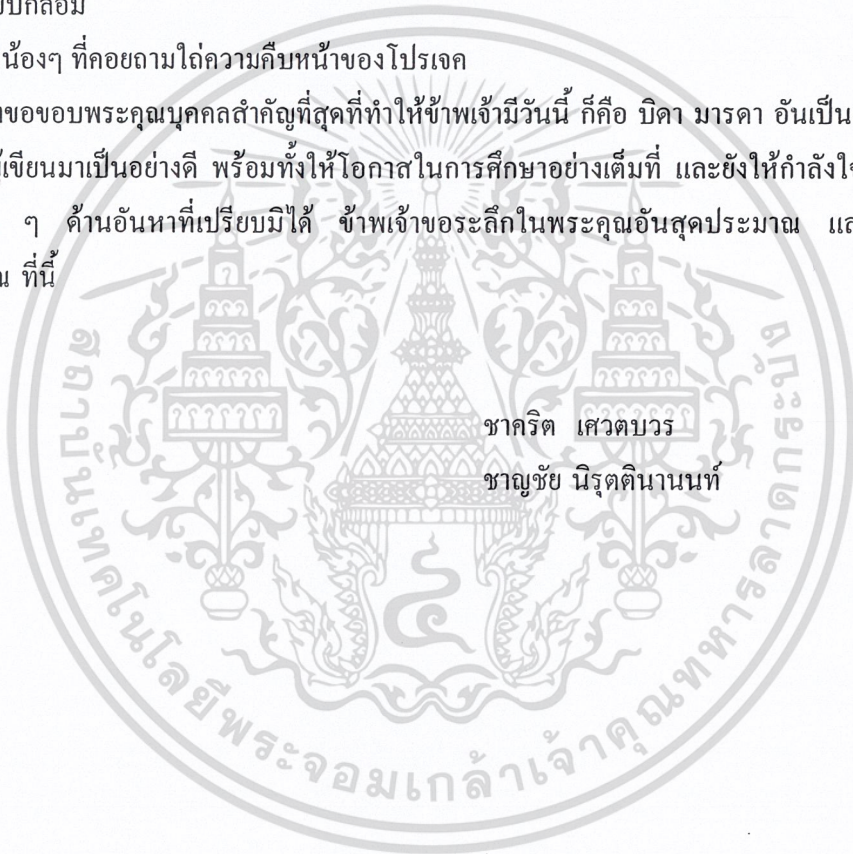 น้องๆ ที่คอยถามใถ่ความคืบหน้าของโปรเจค
ขอขอบพระคุณบุคคลสำคัญที่สุดที่ทำให้ข้าพเจ้ามีวันนี้ ก็คือ บิดา มารดา อันเป็น
ผู้เขียนมาเป็นอย่างดี พร้อมทั้งให้โอกาสในการศึกษาอย่างเต็มที่ และยังให้กำลังใจ
ๆ ด้านอันหาที่เปรียบมิได้ ข้าพเจ้าขอระลึกในพระคุณอันสุดประมาณ
ณ ที่นี้
ชาคริต เศวตบวร
ชาญชัย นิรุตตินานนท์
สถาบันเทคโนโลยีพระจอมเกล้าเจ้าคุณทหารลาดกระบัง